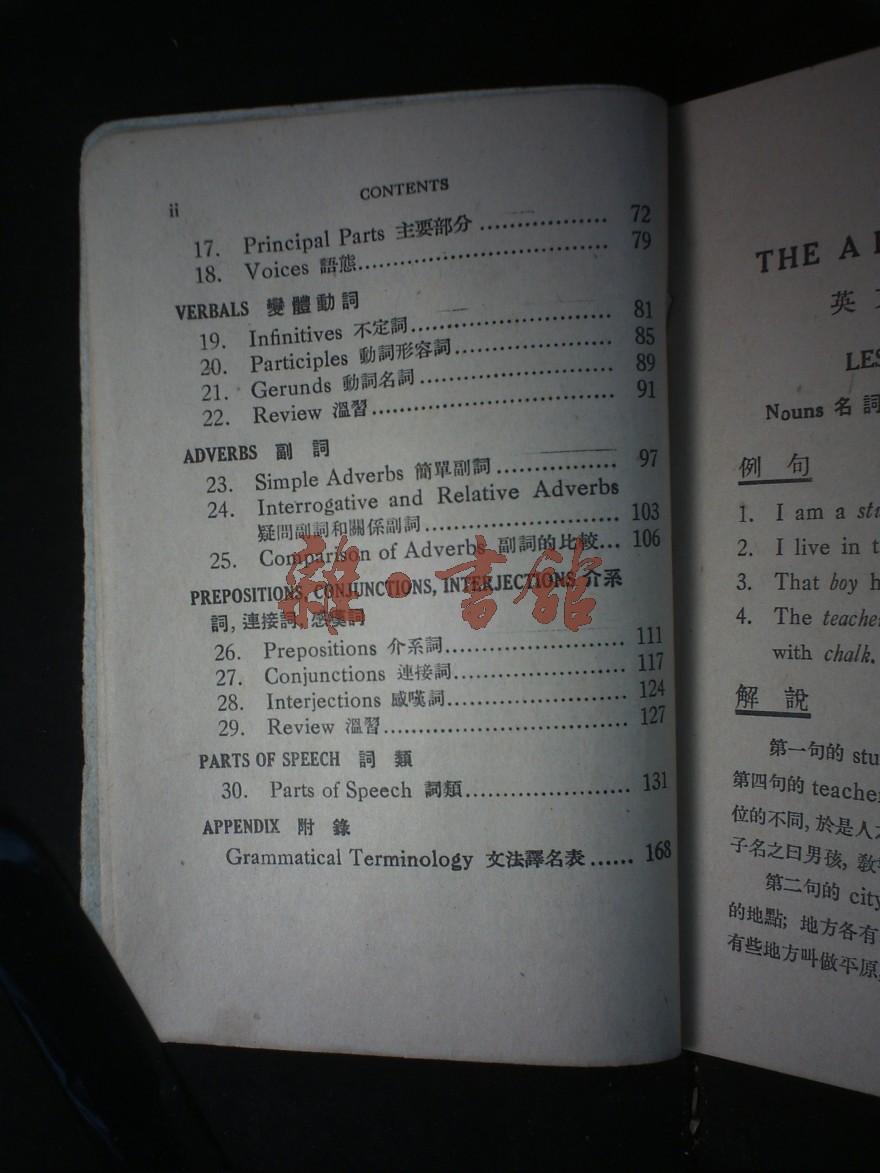 ii
CONTENTS
17. Principal Parts 主要部分 ................. 72
18. Voices 語態................................... 79
VERBALS 變體動詞
19. Infinitives 不定詞........................... 81
20. Participles 動詞形容詞..................... 85
21. Gerunds 動詞名詞........................... 89
22. Review 溫習................................. 91
ADVERBS 副詞
23. Simple Adverbs 簡單副詞................. 97
24. Interrogative and Relative Adverbs
疑問副詞和關係副詞........................... 103
25. Comparison of Adverbs 副詞的比較... 106
PREPOSITIONS, CONJUNCTIONS, INTERJECTIONS 介系
詞, 連接詞, 感嘆詞
26. Prepositions 介系詞........................ 111
27. Conjunctions 連接詞........................ 117
28. Interjections 感嘆詞........................ 124
29. Review 溫習................................. 127
PARTS OF SPEECH 詞類
30. Parts of Speech 詞類..................... 131
APPENDIX 附錄
Grammatical Terminology 文法譯名表...... 168
雜·書館
THE A
英
Nouns 名詞
例句
1. I am a
2. I live in
3. That boy
4. The
with chalk.
解說
第一句的
第四句的
位的不同, 於是人
子名之曰男孩,
第二句的 city
的地點; 地方各有
有些地方叫做平原